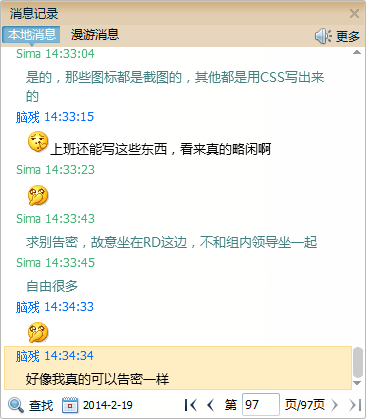 消息记录
本地消息 漫游消息 更多
Sima 14:33:04
是的，那些图标都是截图的，其他都是用CSS写出来
的
脑残 14:33:15
上班还能写这些东西，看来真的略闲啊
Sima 14:33:23
Sima 14:33:43
求别告密，故意坐在RD这边，不和组内领导坐一起
Sima 14:33:45
自由很多
脑残 14:33:33
脑残 14:34:34
好像我真的可以告密一样
查找 2014-2-19 第 97 页/97页